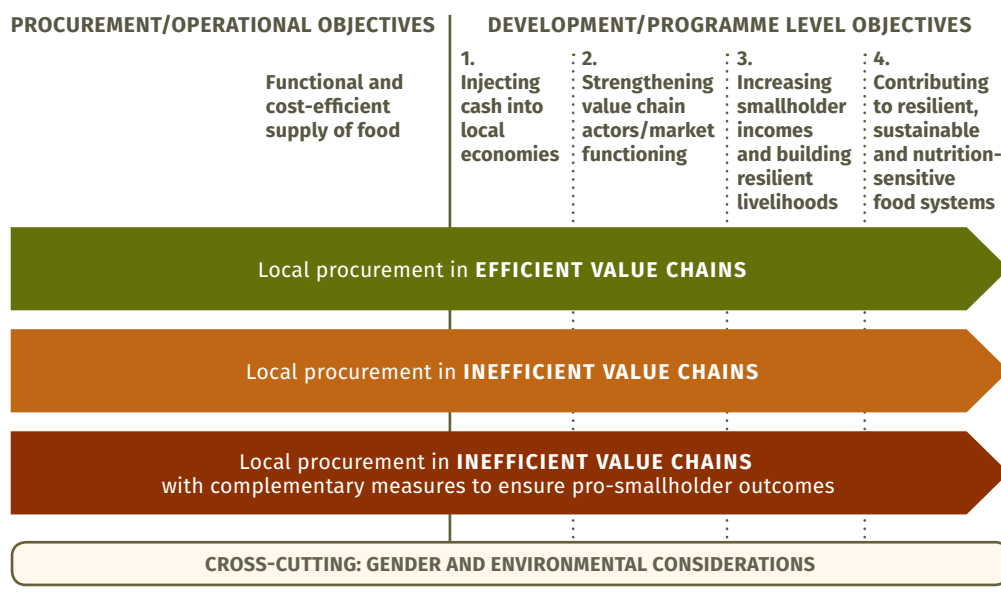 PROCUREMENT/OPERATIONAL OBJECTIVES
DEVELOPMENT/PROGRAMME LEVEL OBJECTIVES
Functional and
cost-efficient
supply of food
1.
Injecting
cash into
local
economies
2.
Strengthening
value chain
actors/market
functioning
3.
Increasing
smallholder
incomes
and building
resilient
livelihoods
4.
Contributing
to resilient,
sustainable
and nutrition-
sensitive
food systems
Local procurement in EFFICIENT VALUE CHAINS
Local procurement in INEFFICIENT VALUE CHAINS
Local procurement in INEFFICIENT VALUE CHAINS
with complementary measures to ensure pro-smallholder outcomes
CROSS-CUTTING: GENDER AND ENVIRONMENTAL CONSIDERATIONS